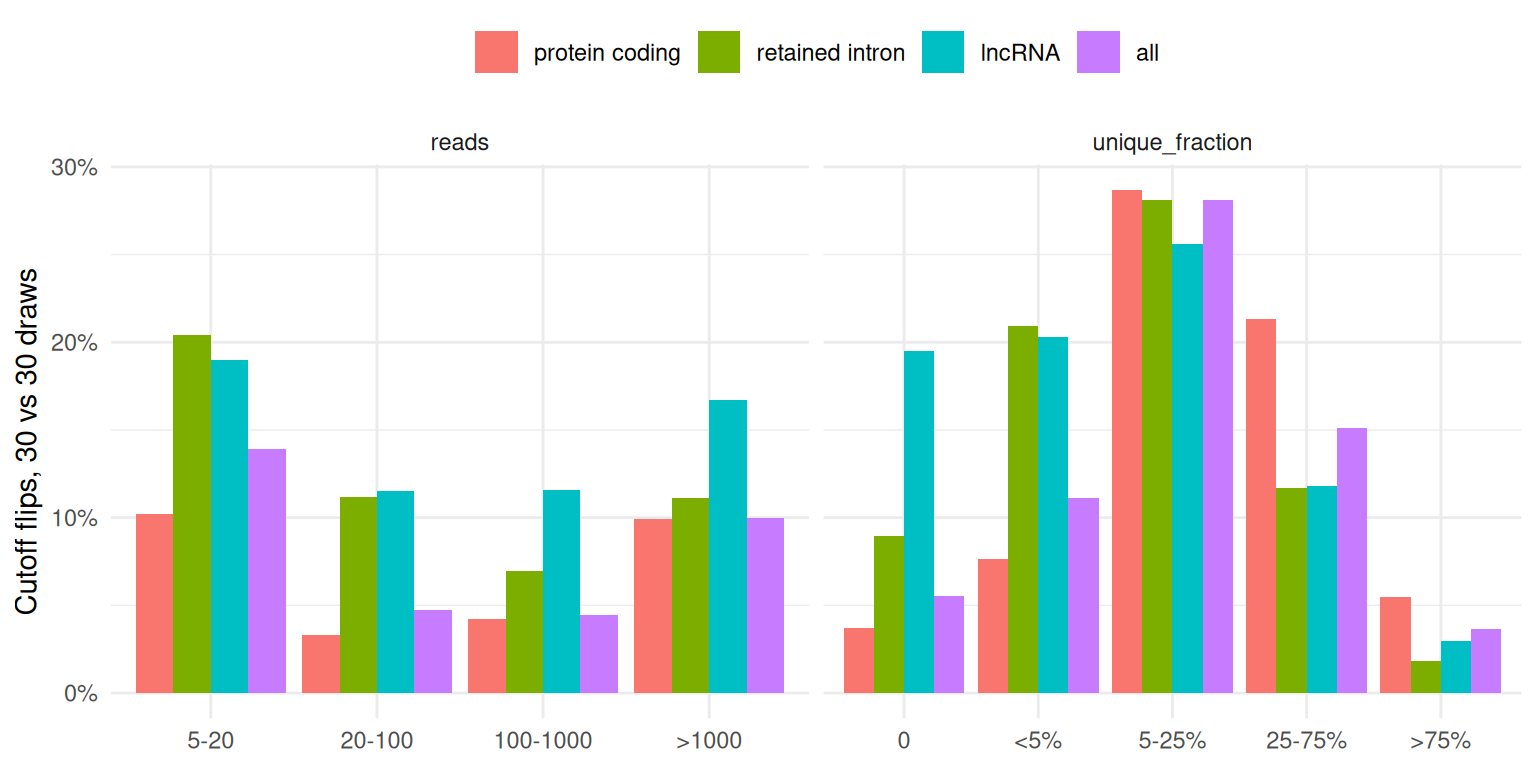 protein coding retained intron lncRNA all
reads unique_fraction
Cutoff flips, 30 vs 30 draws
30%
20%
10%
0%
5-20 20-100 100-1000 >1000 0 <5% 5-25% 25-75% >75%